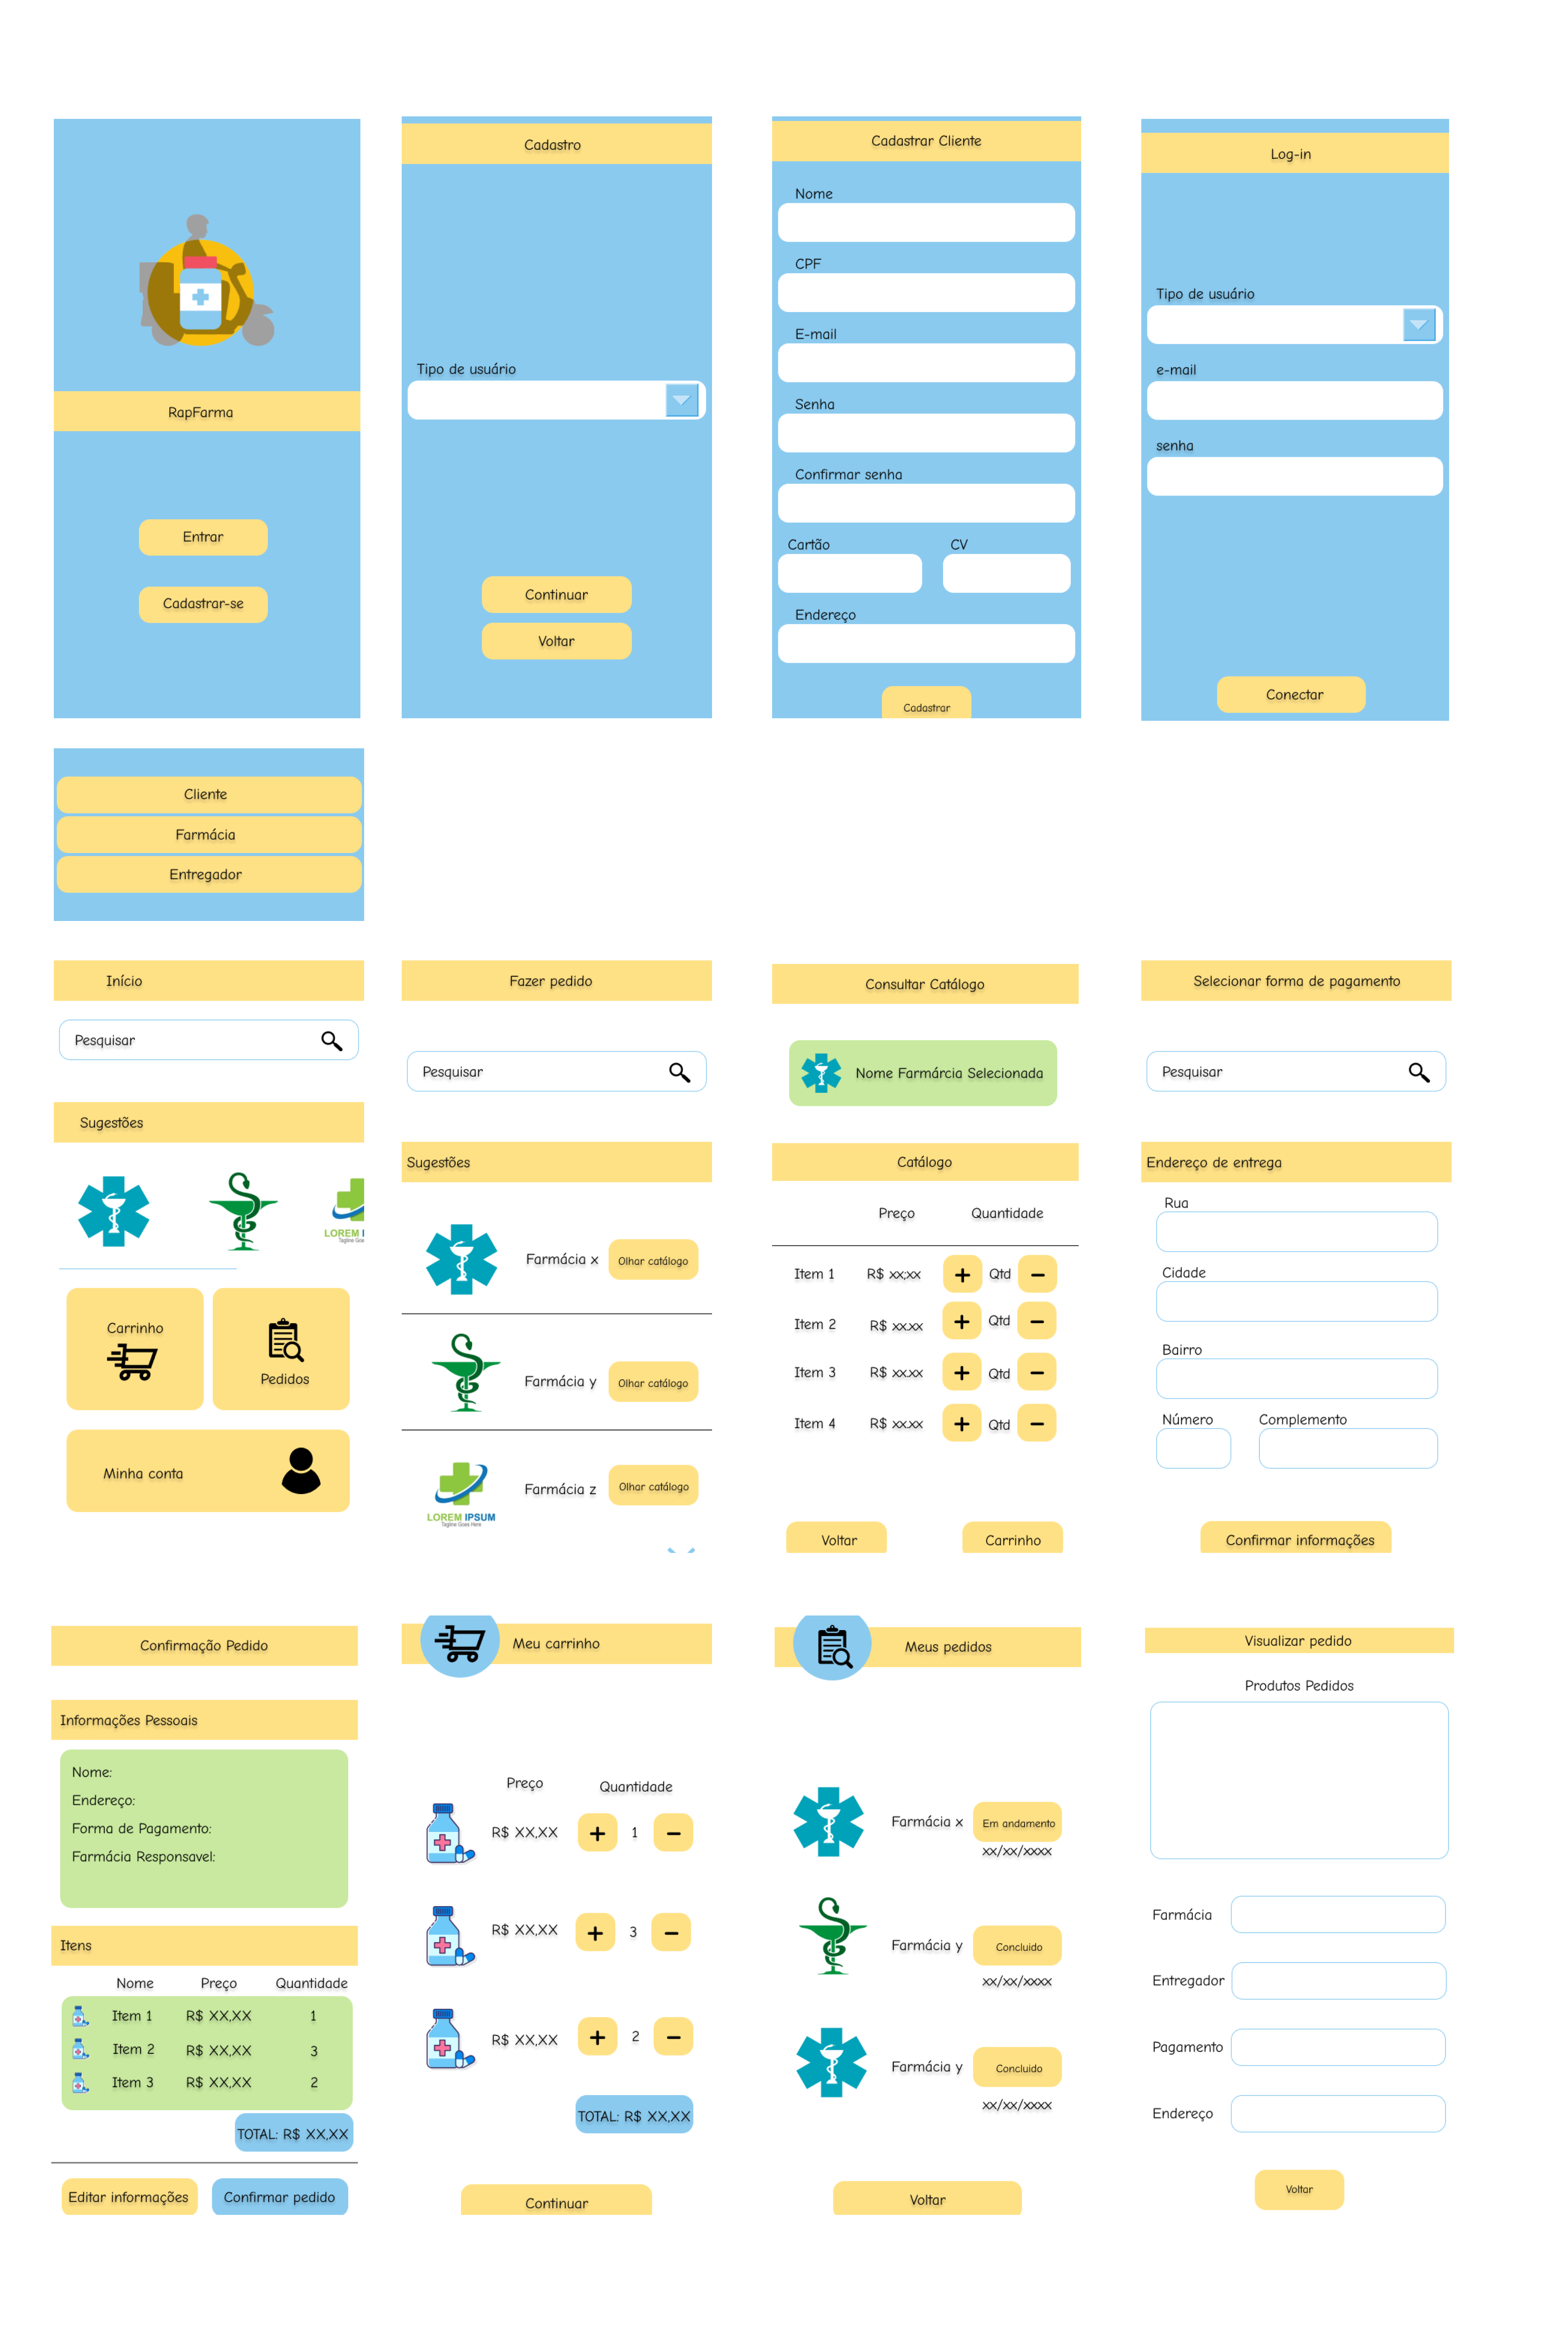 RapFarma
Entrar
Cadastrar-se
Cadastro
Tipo de usuário
Continuar
Voltar
Cadastrar Cliente
Nome
CPF
E-mail
Senha
Confirmar senha
Cartão CV
Endereço
Cadastrar
Log-in
Tipo de usuário
e-mail
senha
Conectar
Cliente
Farmácia
Entregador
Início
Pesquisar
Sugestões
LOREM I
Tagline Goe
Carrinho
Pedidos
Minha conta
Fazer pedido
Pesquisar
Sugestões
Farmácia x Olhar catálogo
Farmácia y Olhar catálogo
Farmácia z Olhar catálogo
LOREM IPSUM
Tagline Goes Here
Consultar Catálogo
Nome Farmárcia Selecionada
Catálogo
Preço Quantidade
Item 1 R$ xx;xx + Qtd -
Item 2 R$ xx.xx + Qtd -
Item 3 R$ xx.xx + Qtd -
Item 4 R$ xx.xx + Qtd -
Voltar Carrinho
Selecionar forma de pagamento
Pesquisar
Endereço de entrega
Rua
Cidade
Bairro
Número Complemento
Confirmar informações
Confirmação Pedido
Informações Pessoais
Nome:
Endereço:
Forma de Pagamento:
Farmácia Responsavel:
Itens
Nome Preço Quantidade
Item 1 R$ XX,XX 1
Item 2 R$ XX,XX 3
Item 3 R$ XX,XX 2
TOTAL: R$ XX,XX
Editar informações Confirmar pedido
Meu carrinho
Preço Quantidade
R$ XX,XX + 1 -
R$ XX,XX + 3 -
R$ XX,XX + 2 -
TOTAL: R$ XX,XX
Continuar
Meus pedidos
Farmácia x Em andamento
xx/xx/xxxx
Farmácia y Concluido
xx/xx/xxxx
Farmácia y Concluido
xx/xx/xxxx
Voltar
Visualizar pedido
Produtos Pedidos
Farmácia
Entregador
Pagamento
Endereço
Voltar